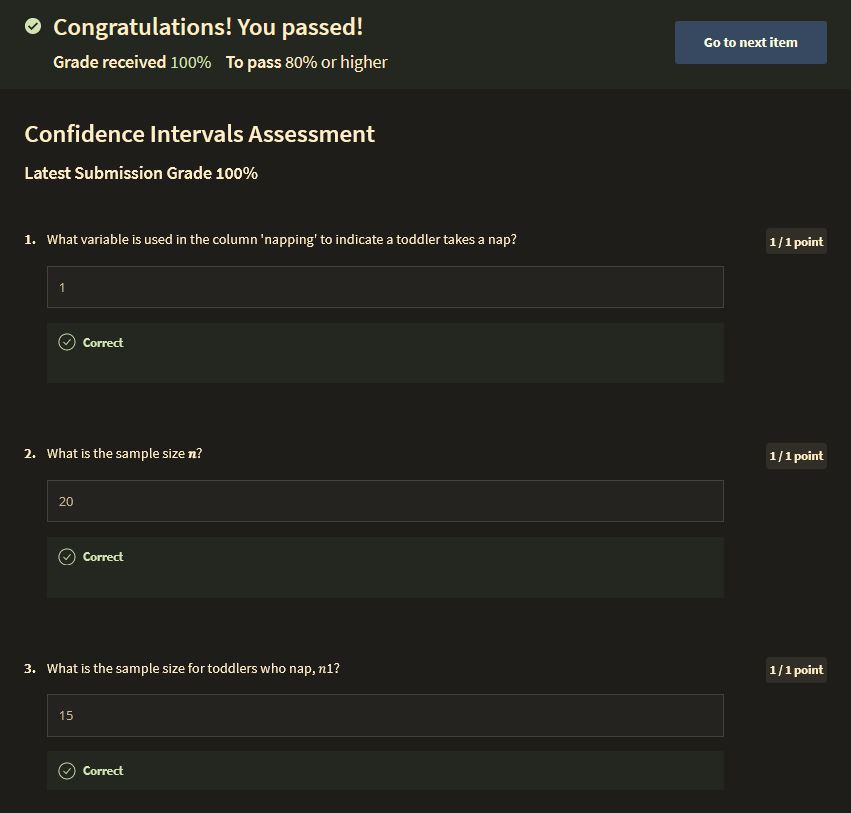 Congratulations! You passed!
Grade received 100% To pass 80% or higher
Go to next item
Confidence Intervals Assessment
Latest Submission Grade 100%
1. What variable is used in the column 'napping' to indicate a toddler takes a nap?
1 / 1 point
1
Correct
2. What is the sample size n?
1 / 1 point
20
Correct
3. What is the sample size for toddlers who nap, n1?
1 / 1 point
15
Correct